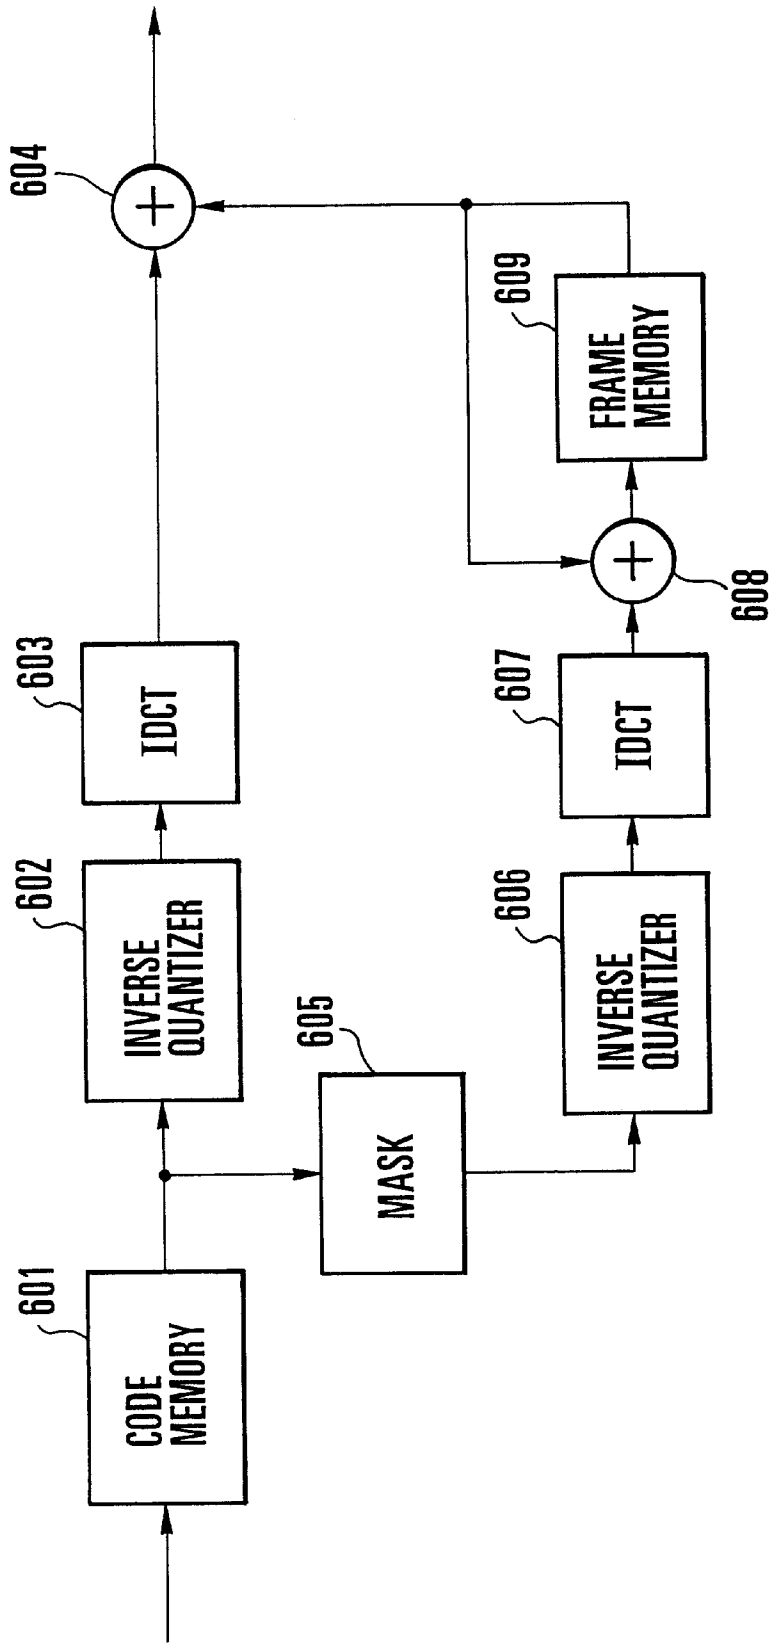 601
CODE
MEMORY
602
INVERSE
QUANTIZER
603
IDCT
604
605
MASK
606
INVERSE
QUANTIZER
607
IDCT
608
609
FRAME
MEMORY